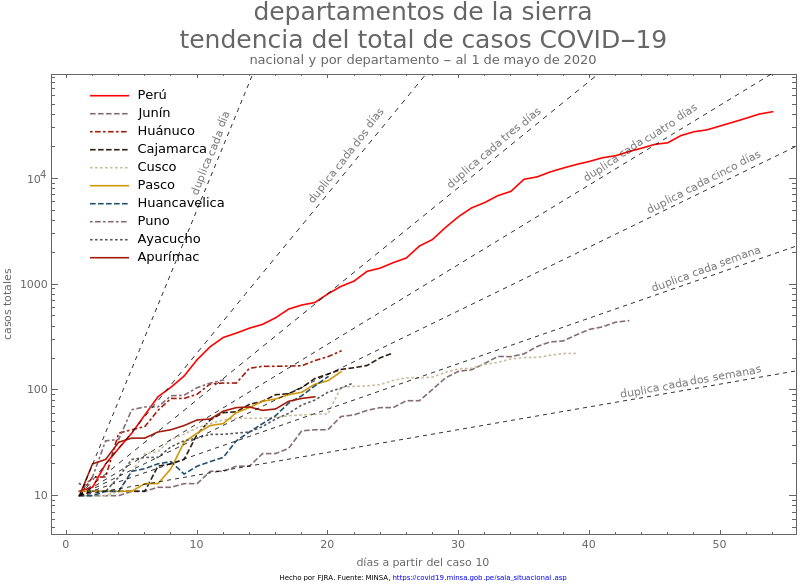 departamentos de la sierra
tendencia del total de casos COVID−19
nacional y por departamento − al 1 de mayo de 2020
Perú
Junín
Huánuco
Cajamarca
Cusco
Pasco
Huancavelica
Puno
Ayacucho
Apurímac
duplica cada día
duplica cada dos días
duplica cada tres días
duplica cada cuatro días
duplica cada cinco días
duplica cada semana
duplica cada dos semanas
casos totales
10⁴
1000
100
10
0 10 20 30 40 50
días a partir del caso 10
Hecho por FJRA. Fuente: MINSA, https://covid19.minsa.gob.pe/sala_situacional.asp